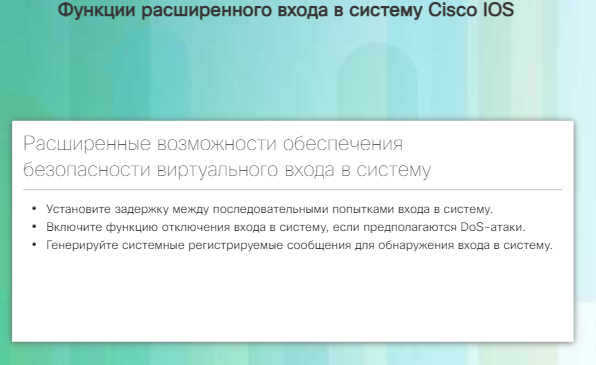 Функции расширенного входа в систему Cisco IOS
Расширенные возможности обеспечения
безопасности виртуального входа в систему
• Установите задержку между последовательными попытками входа в систему.
• Включите функцию отключения входа в систему, если предполагаются DoS-атаки.
• Генерируйте системные регистрируемые сообщения для обнаружения входа в систему.